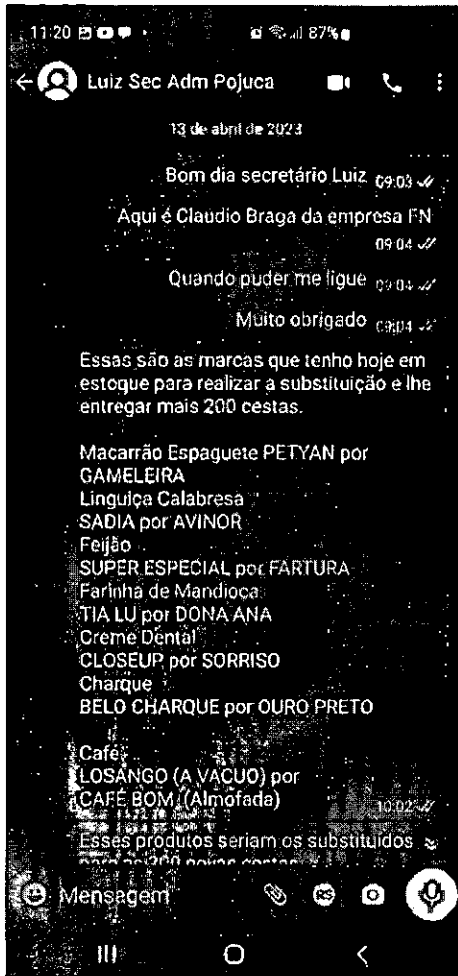 11:20 87%
Luiz Sec Adm Pojuca
13 de abril de 2023
Bom dia secretário Luiz 09:03
Aqui é Claudio Braga da empresa FN
09:04
Quando puder me ligue 09:04
Muito obrigado 09:04
Essas são as marcas que tenho hoje em
estoque para realizar a substituição e lhe
entregar mais 200 cestas.
Macarrão Espaguete PETYAN por
GAMELEIRA
Linguiça Calabresa
SADIA por AVINOR
Feijão
SUPER ESPECIAL por FARTURA
Farinha de Mandioca
TIA LU por DONA ANA
Creme Dental
CLOSEUP por SORRISO
Charque
BELO CHARQUE por OURO PRETO
Café
LOSANGO (A VACUO) por
CAFÉ BOM (Almofada) 10:02
Esses produtos seriam os substituidos
200 novas cestas
Mensagem